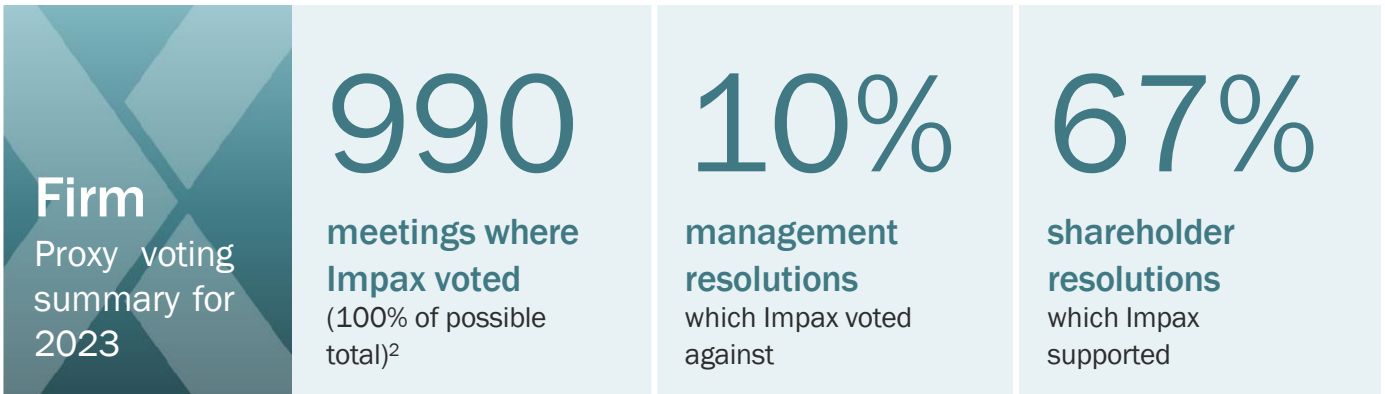 Firm
Proxy voting
summary for
2023
990
meetings where
Impax voted
(100% of possible
total)²
10%
management
resolutions
which Impax voted
against
67%
shareholder
resolutions
which Impax
supported